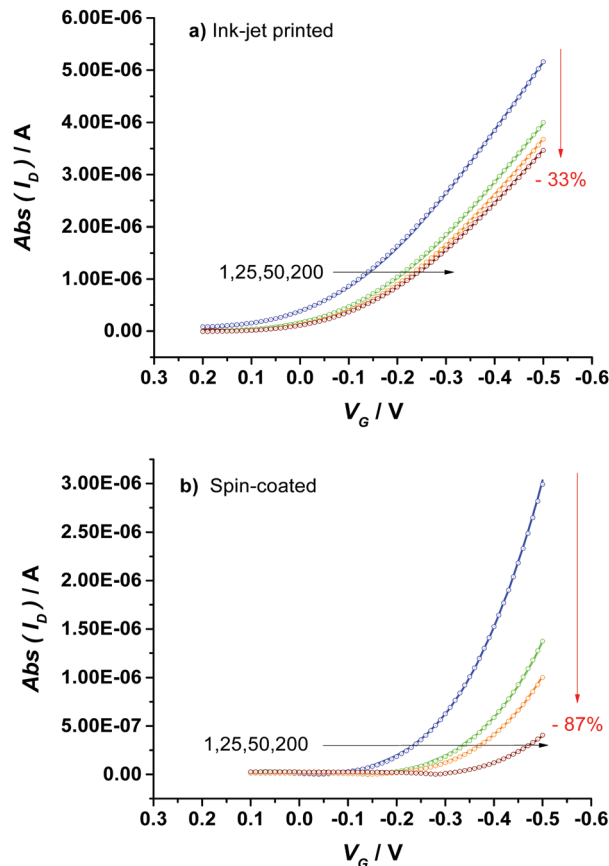 a) Ink-jet printed
6.00E-06
5.00E-06
4.00E-06
3.00E-06
2.00E-06
1.00E-06
0.00
Abs ( I_D ) / A
- 33%
1,25,50,200
0.3 0.2 0.1 0.0 -0.1 -0.2 -0.3 -0.4 -0.5 -0.6
V_G / V
b) Spin-coated
3.00E-06
2.50E-06
2.00E-06
1.50E-06
1.00E-06
5.00E-07
0.00
Abs ( I_D ) / A
- 87%
1,25,50,200
0.3 0.2 0.1 0.0 -0.1 -0.2 -0.3 -0.4 -0.5 -0.6
V_G / V